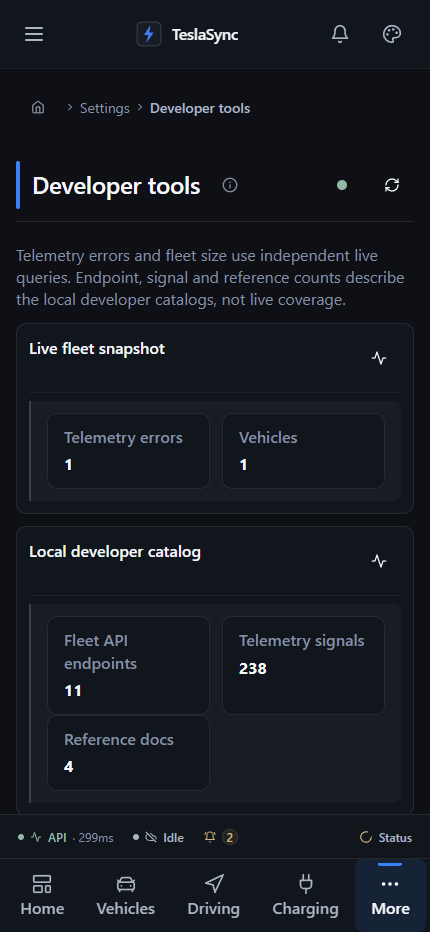 TeslaSync
Settings › Developer tools
Developer tools
Telemetry errors and fleet size use independent live
queries. Endpoint, signal and reference counts describe
the local developer catalogs, not live coverage.
Live fleet snapshot
Telemetry errors
1
Vehicles
1
Local developer catalog
Fleet API
endpoints
11
Telemetry signals
238
Reference docs
4
API · 299ms Idle 2 Status
Home Vehicles Driving Charging More